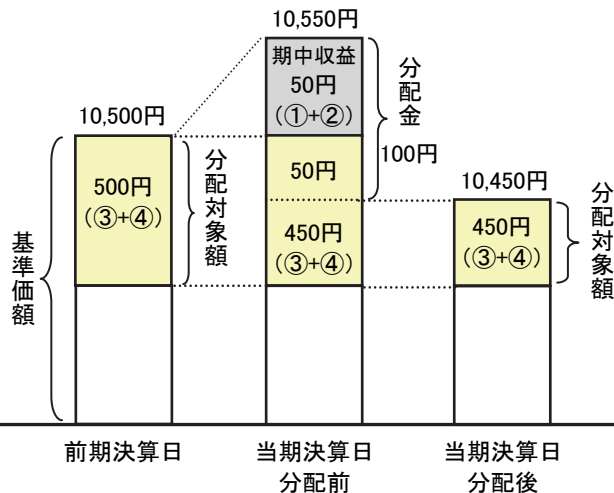 10,550円
期中収益
50円
(①+②)
分配金
100円
10,500円
500円
(③+④)
分配対象額
50円
450円
(③+④)
10,450円
450円
(③+④)
分配対象額
基準価額
前期決算日
当期決算日
分配前
当期決算日
分配後